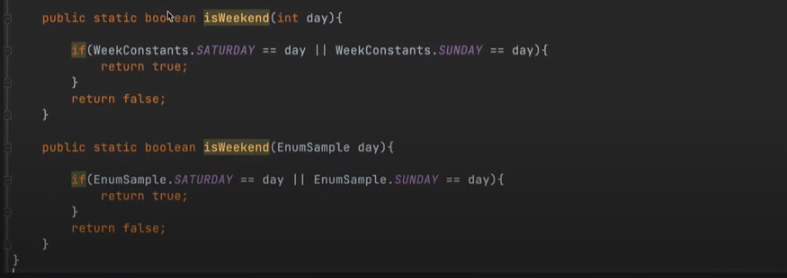 public static boolean isWeekend(int day){
if(WeekConstants.SATURDAY == day || WeekConstants.SUNDAY == day){
return true;
}
return false;
}
public static boolean isWeekend(EnumSample day){
if(EnumSample.SATURDAY == day || EnumSample.SUNDAY == day){
return true;
}
return false;
}
}